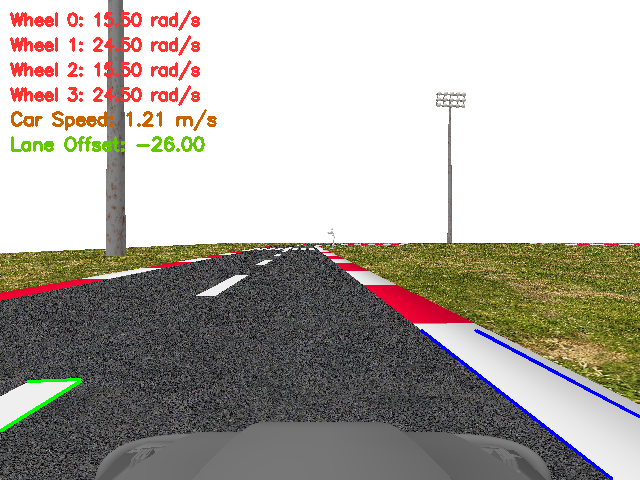 Wheel 0: 15.50 rad/s
Wheel 1: 24.50 rad/s
Wheel 2: 15.50 rad/s
Wheel 3: 24.50 rad/s
Car Speed: 1.21 m/s
Lane Offset: -26.00